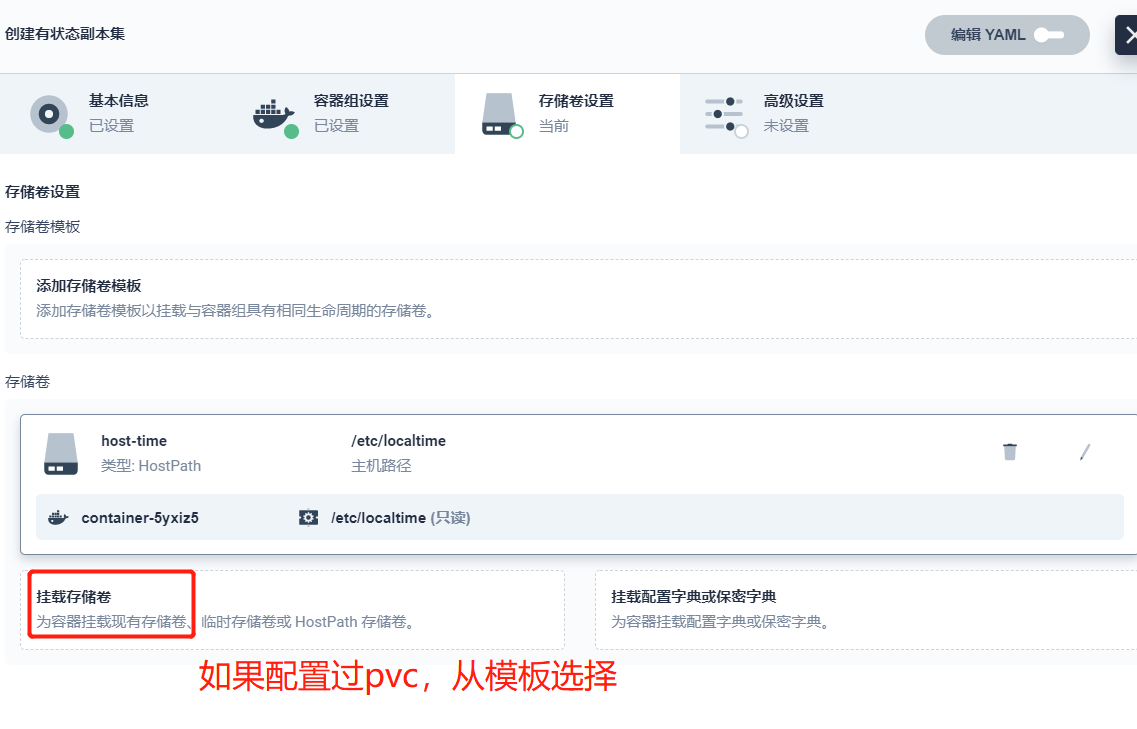 创建有状态副本集
编辑 YAML
基本信息
已设置
容器组设置
已设置
存储卷设置
当前
高级设置
未设置
存储卷设置
存储卷模板
添加存储卷模板
添加存储卷模板以挂载与容器组具有相同生命周期的存储卷。
存储卷
host-time
类型: HostPath
/etc/localtime
主机路径
container-5yxiz5
/etc/localtime (只读)
挂载存储卷
为容器挂载现有存储卷、临时存储卷或 HostPath 存储卷。
挂载配置字典或保密字典
为容器挂载配置字典或保密字典。
如果配置过pvc，从模板选择